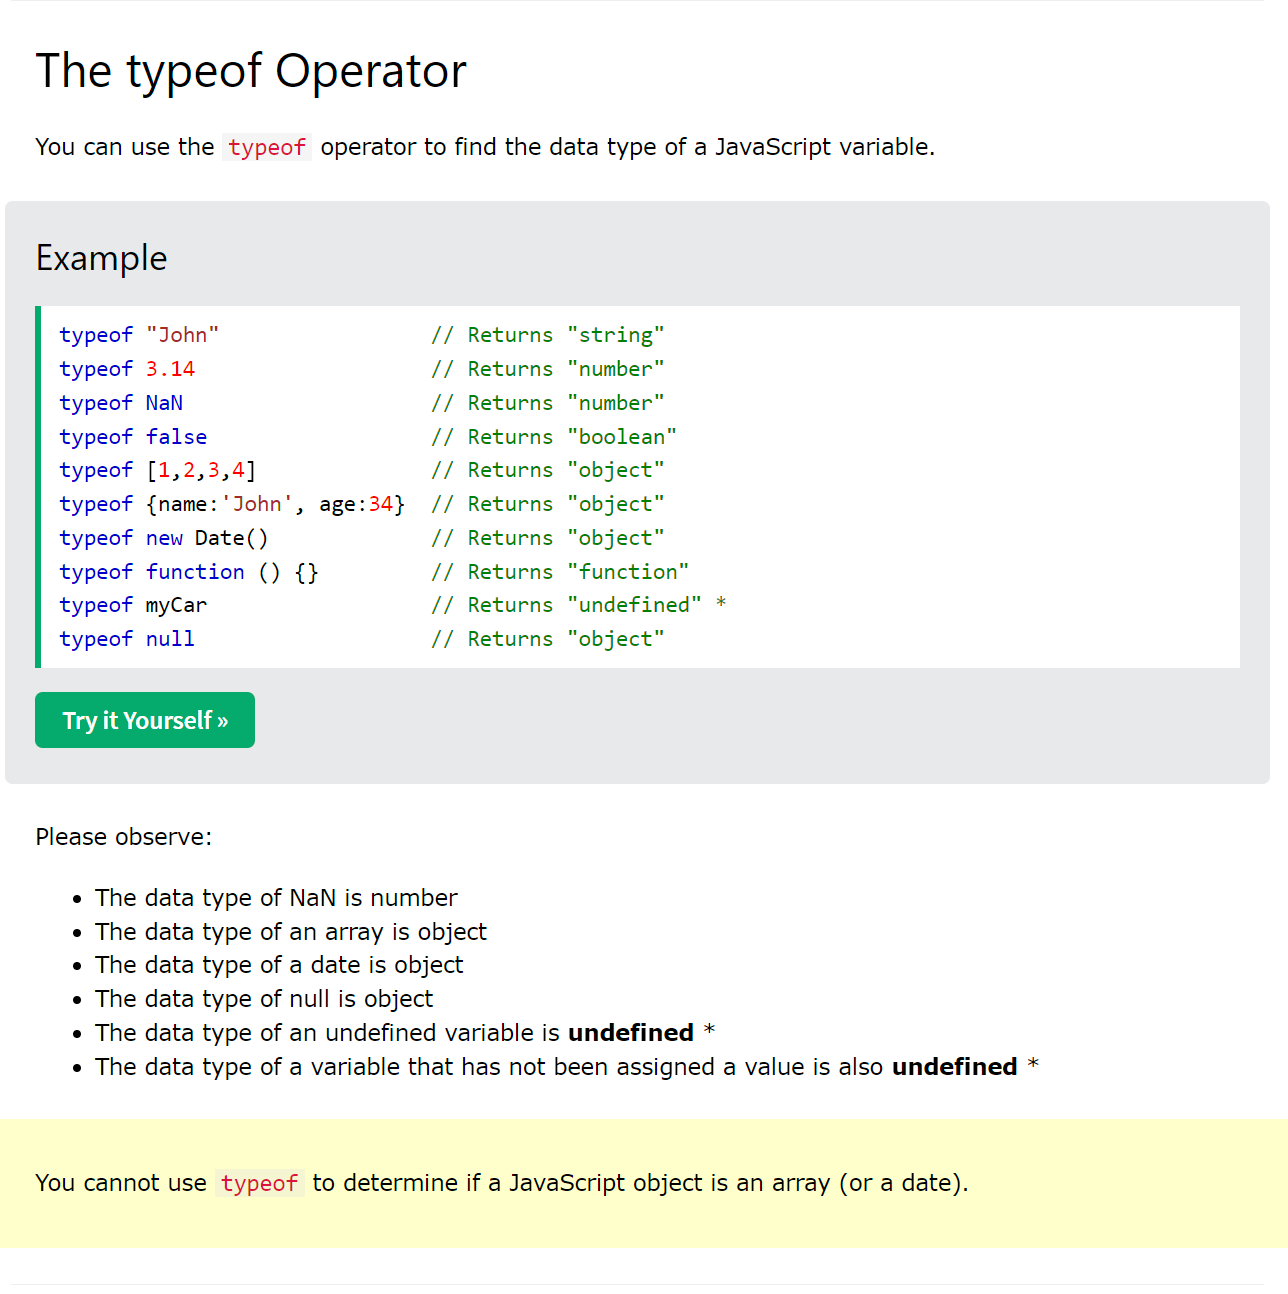 The typeof Operator
You can use the typeof operator to find the data type of a JavaScript variable.
Example
typeof "John"                 // Returns "string"
typeof 3.14                   // Returns "number"
typeof NaN                    // Returns "number"
typeof false                  // Returns "boolean"
typeof [1,2,3,4]              // Returns "object"
typeof {name:'John', age:34}  // Returns "object"
typeof new Date()             // Returns "object"
typeof function () {}         // Returns "function"
typeof myCar                  // Returns "undefined" *
typeof null                   // Returns "object"
Try it Yourself »
Please observe:
• The data type of NaN is number
• The data type of an array is object
• The data type of a date is object
• The data type of null is object
• The data type of an undefined variable is undefined *
• The data type of a variable that has not been assigned a value is also undefined *
You cannot use typeof to determine if a JavaScript object is an array (or a date).